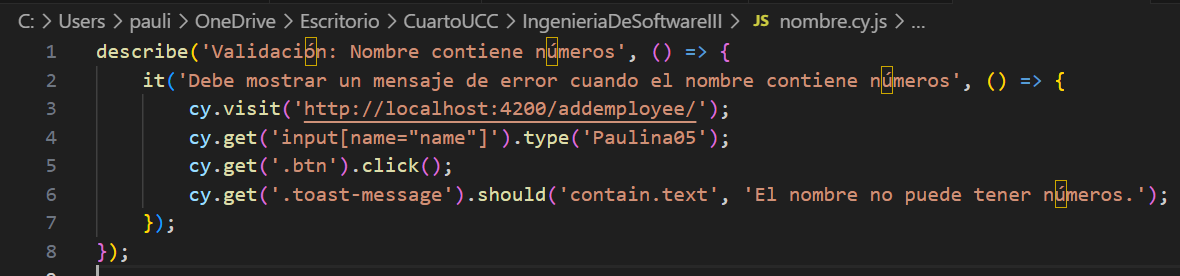 C: > Users > pauli > OneDrive > Escritorio > CuartoUCC > IngenieriaDeSoftwareIII > JS nombre.cy.js > ...
1 describe('Validación: Nombre contiene números', () => {
2 it('Debe mostrar un mensaje de error cuando el nombre contiene números', () => {
3 cy.visit('http://localhost:4200/addemployee/');
4 cy.get('input[name="name"]').type('Paulina05');
5 cy.get('.btn').click();
6 cy.get('.toast-message').should('contain.text', 'El nombre no puede tener números.');
7 });
8 });